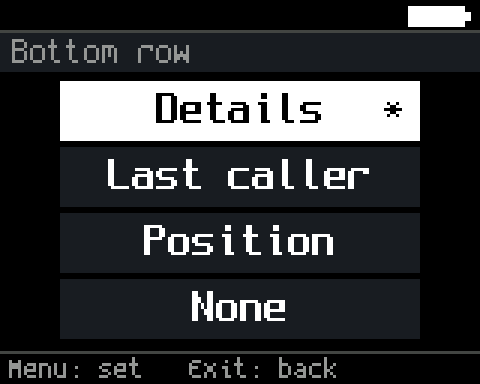 Bottom row
Details *
Last caller
Position
None
Menu: set Exit: back